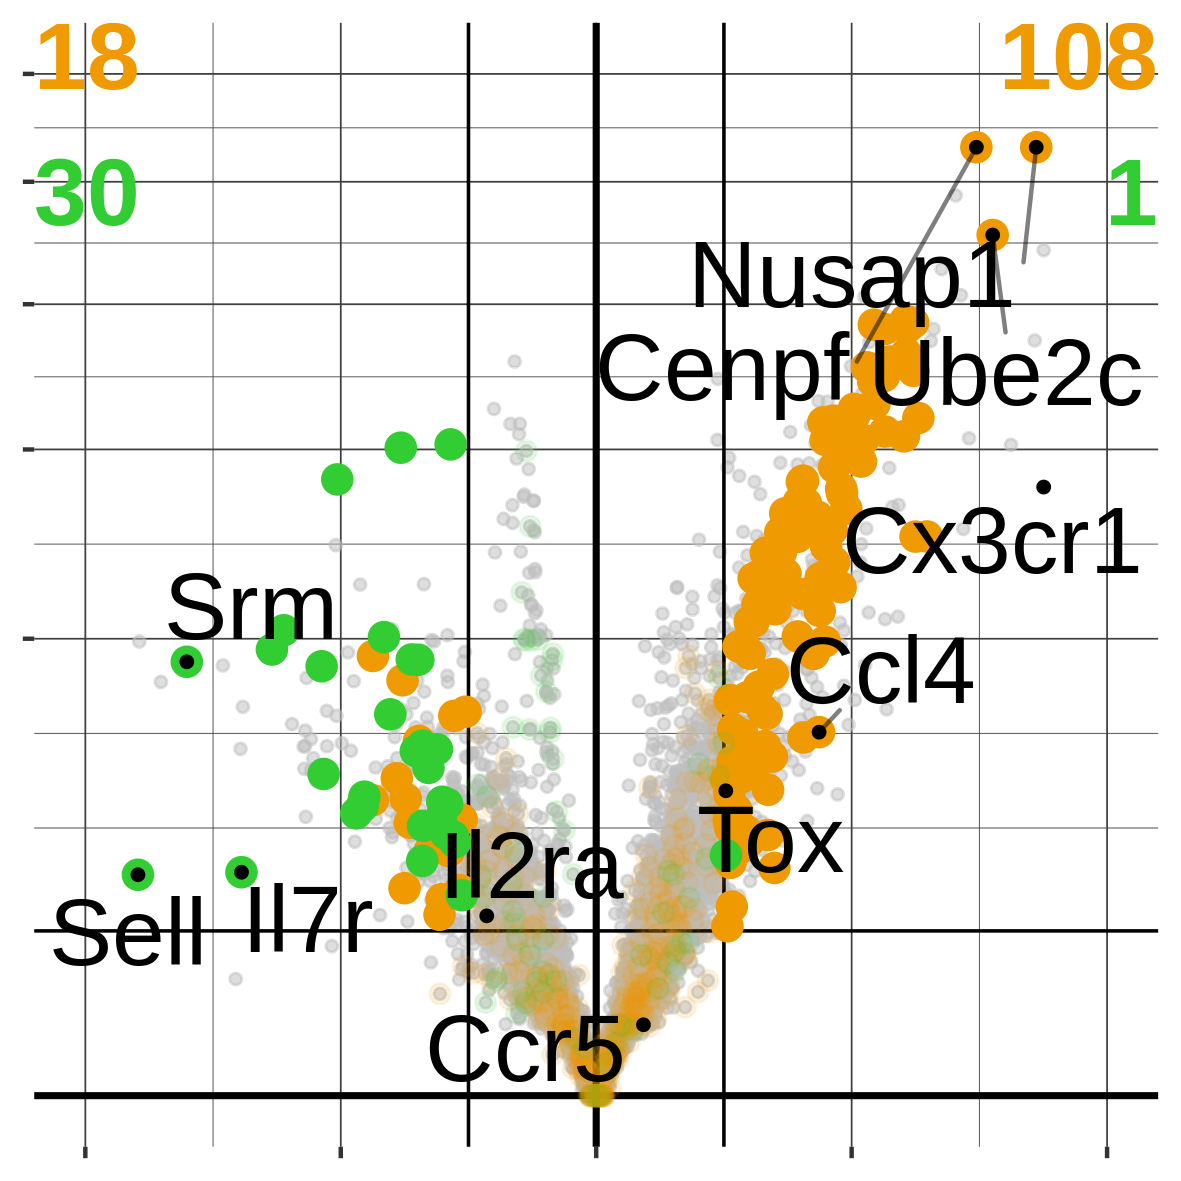 18 108
30 1
Nusap1
Cenpf Ube2c
Cx3cr1
Srm
Ccl4
Tox
Il2ra
Sell Il7r
Ccr5